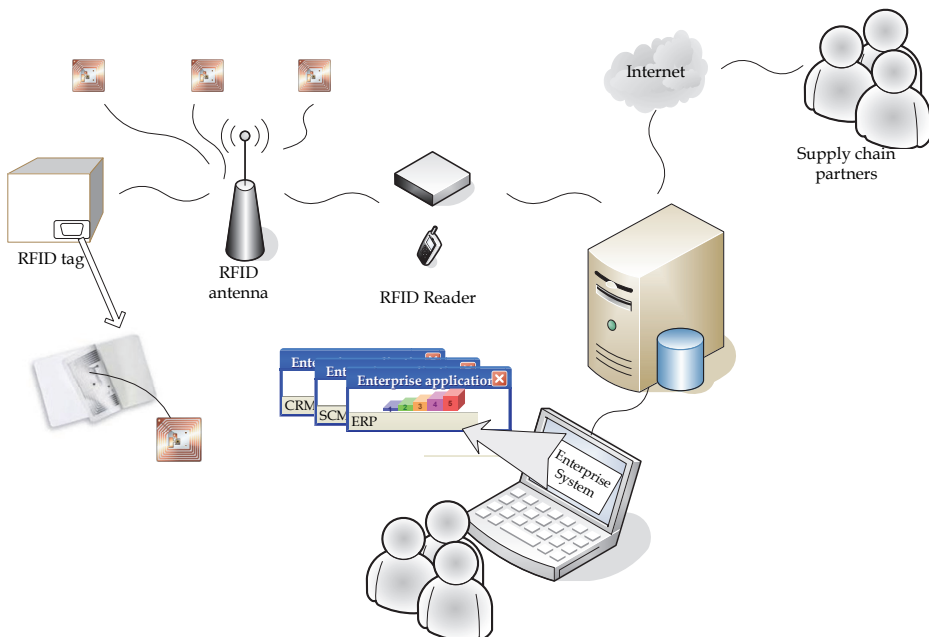 Internet
Supply chain
partners
RFID tag
RFID
antenna
RFID Reader
Ente
Ente
Enterprise application
CRM
SCM
ERP
1 2 3 4 5
Enterprise
System